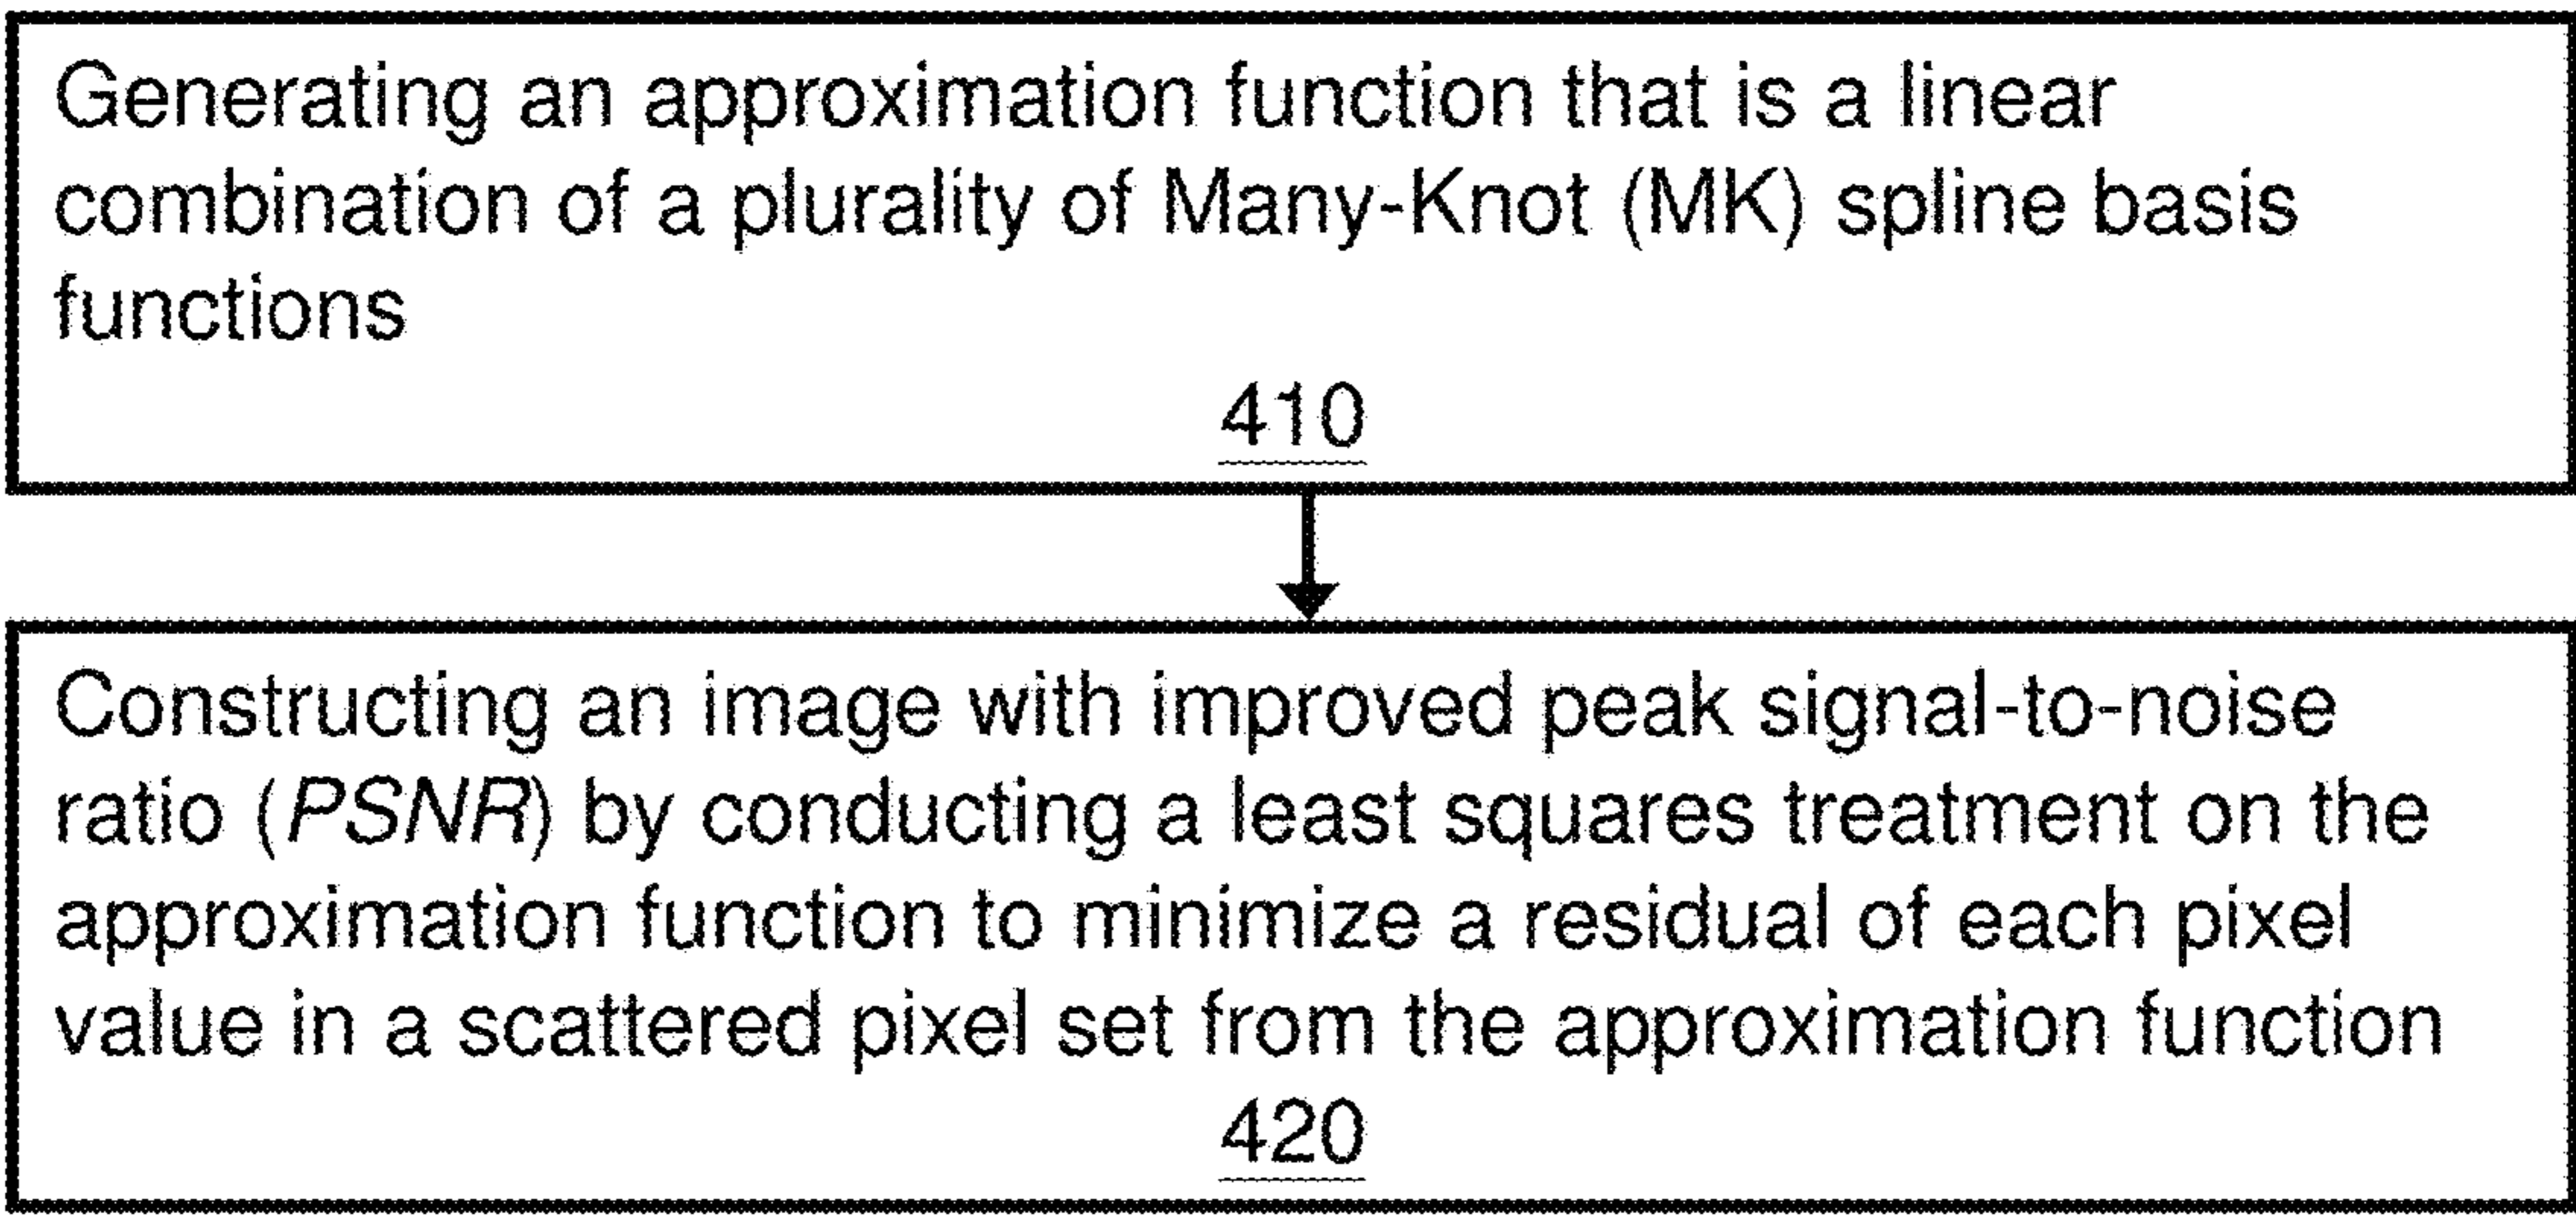 Generating an approximation function that is a linear
combination of a plurality of Many-Knot (MK) spline basis
functions
410
Constructing an image with improved peak signal-to-noise
ratio (PSNR) by conducting a least squares treatment on the
approximation function to minimize a residual of each pixel
value in a scattered pixel set from the approximation function
420